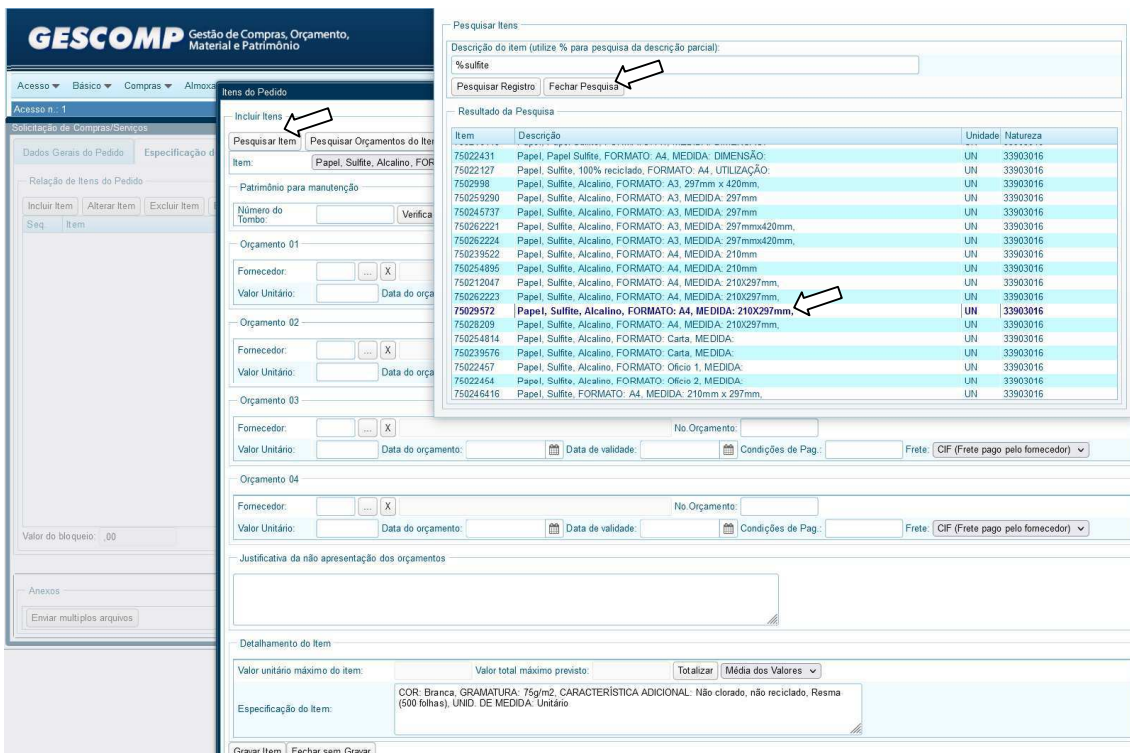 GESCOMP Gestão de Compras, Orçamento,
Material e Patrimônio
Acesso Básico Compras Almoxa
Acesso n.: 1
Solicitação de Compras/Serviços
Dados Gerais do Pedido Especificação d
Relação de Itens do Pedido
Incluir Item Alterar Item Excluir Item
Seq. Item
Valor do bloqueio: ,00
Anexos
Enviar multiplos arquivos
Itens do Pedido
Incluir Itens
Pesquisar Item Pesquisar Orçamentos do Iter
Item: Papel, Sulfite, Alcalino, FOR
Patrimônio para manutenção
Número do
Tombo: Verifica
Orçamento 01
Fornecedor: ... X
Valor Unitário: Data do orça
Orçamento 02
Fornecedor: ... X
Valor Unitário: Data do orça
Orçamento 03
Fornecedor: ... X No.Orçamento:
Valor Unitário: Data do orçamento: Data de validade: Condições de Pag.: Frete: CIF (Frete pago pelo fornecedor)
Orçamento 04
Fornecedor: ... X No.Orçamento:
Valor Unitário: Data do orçamento: Data de validade: Condições de Pag.: Frete: CIF (Frete pago pelo fornecedor)
Justificativa da não apresentação dos orçamentos
Detalhamento do Item
Valor unitário máximo do item: Valor total máximo previsto: Totalizar Média dos Valores
Especificação do Item: COR: Branca, GRAMATURA: 75g/m2, CARACTERÍSTICA ADICIONAL: Não clorado, não reciclado, Resma
(500 folhas), UNID. DE MEDIDA: Unitário
Gravar Item Fechar sem Gravar
Pesquisar Itens
Descrição do item (utilize % para pesquisa da descrição parcial):
%sulfite
Pesquisar Registro Fechar Pesquisa
Resultado da Pesquisa
Item Descrição Unidade Natureza
75022431 Papel, Papel Sulfite, FORMATO: A4, MEDIDA: DIMENSÃO: UN 33903016
75022127 Papel, Sulfite, 100% reciclado, FORMATO: A4, UTILIZAÇÃO: UN 33903016
7502998 Papel, Sulfite, Alcalino, FORMATO: A3, 297mm x 420mm, UN 33903016
750259290 Papel, Sulfite, Alcalino, FORMATO: A3, MEDIDA: 297mm UN 33903016
750245737 Papel, Sulfite, Alcalino, FORMATO: A3, MEDIDA: 297mm UN 33903016
750262221 Papel, Sulfite, Alcalino, FORMATO: A3, MEDIDA: 297mmx420mm, UN 33903016
750262224 Papel, Sulfite, Alcalino, FORMATO: A3, MEDIDA: 297mmx420mm, UN 33903016
750239522 Papel, Sulfite, Alcalino, FORMATO: A4, MEDIDA: 210mm UN 33903016
750254895 Papel, Sulfite, Alcalino, FORMATO: A4, MEDIDA: 210mm UN 33903016
750212047 Papel, Sulfite, Alcalino, FORMATO: A4, MEDIDA: 210X297mm, UN 33903016
750262223 Papel, Sulfite, Alcalino, FORMATO: A4, MEDIDA: 210X297mm, UN 33903016
75029572 Papel, Sulfite, Alcalino, FORMATO: A4, MEDIDA: 210X297mm, UN 33903016
75028209 Papel, Sulfite, Alcalino, FORMATO: A4, MEDIDA: 210X297mm, UN 33903016
750254814 Papel, Sulfite, Alcalino, FORMATO: Carta, MEDIDA: UN 33903016
750239576 Papel, Sulfite, Alcalino, FORMATO: Carta, MEDIDA: UN 33903016
75022457 Papel, Sulfite, Alcalino, FORMATO: Oficio 1, MEDIDA: UN 33903016
75022464 Papel, Sulfite, Alcalino, FORMATO: Oficio 2, MEDIDA: UN 33903016
750246416 Papel, Sulfite, FORMATO: A4, MEDIDA: 210mm x 297mm, UN 33903016